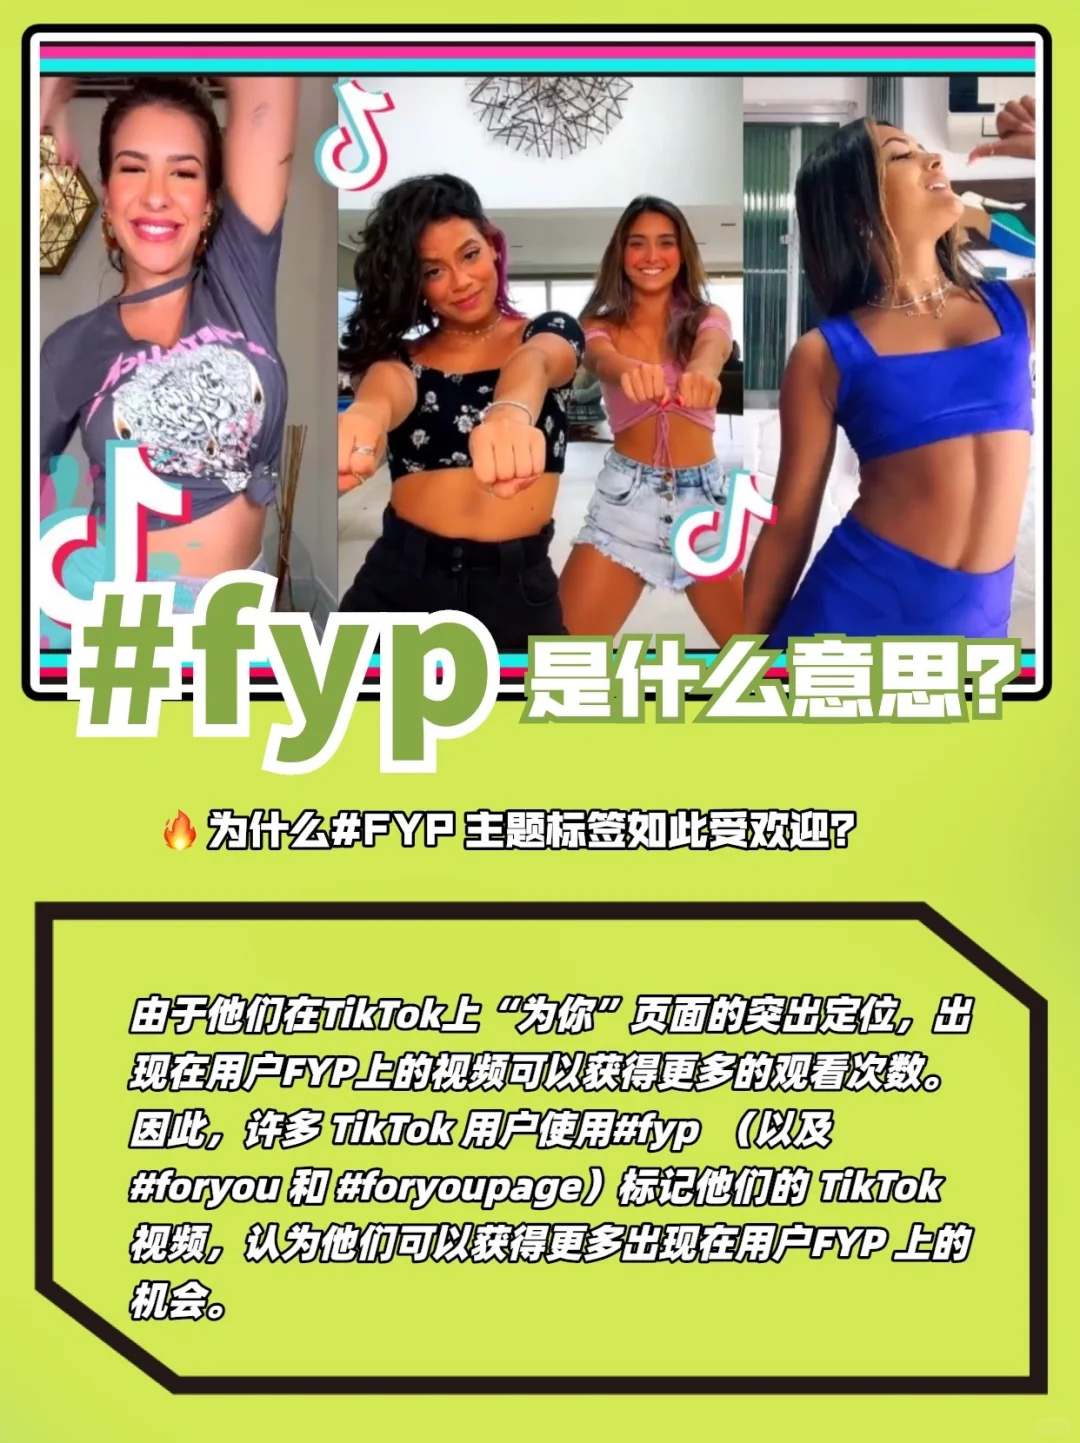 #fyp 是什么意思?
🔥为什么#FYP 主题标签如此受欢迎?
由于他们在TikTok上“为你”页面的突出定位，出
现在用户FYP上的视频可以获得更多的观看次数。
因此，许多 TikTok 用户使用#fyp （以及
#foryou 和 #foryoupage）标记他们的 TikTok
视频，认为他们可以获得更多出现在用户FYP 上的
机会。